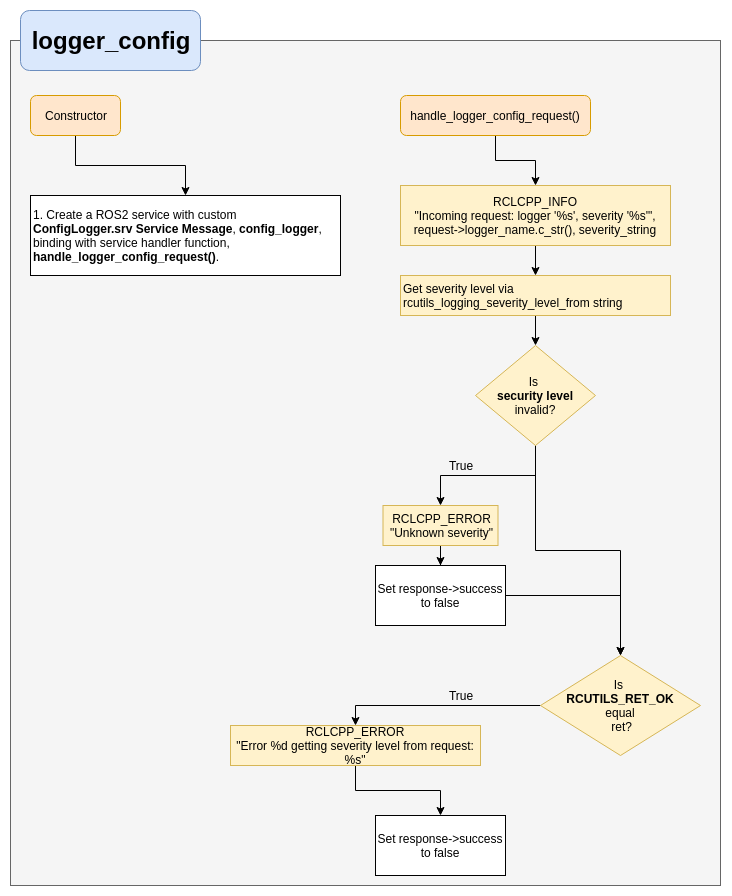 logger_config
Constructor
1. Create a ROS2 service with custom
ConfigLogger.srv Service Message, config_logger,
binding with service handler function,
handle_logger_config_request().
handle_logger_config_request()
RCLCPP_INFO
"Incoming request: logger '%s', severity '%s'",
request->logger_name.c_str(), severity_string
Get severity level via
rcutils_logging_severity_level_from string
Is
security level
invalid?
True
RCLCPP_ERROR
"Unknown severity"
Set response->success
to false
Is
RCUTILS_RET_OK
equal
ret?
True
RCLCPP_ERROR
"Error %d getting severity level from request:
%s"
Set response->success
to false